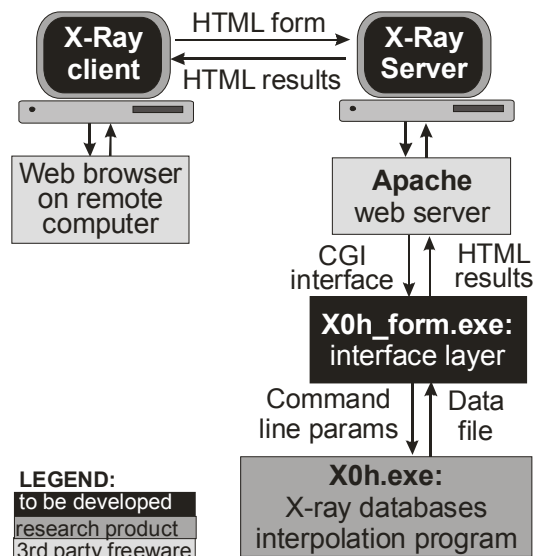 X-Ray
client
HTML form
HTML results
X-Ray
Server
Web browser
on remote
computer
Apache
web server
CGI
interface
HTML
results
X0h_form.exe:
interface layer
Command
line params
Data
file
X0h.exe:
X-ray databases
interpolation program
LEGEND:
to be developed
research product
3rd party freeware